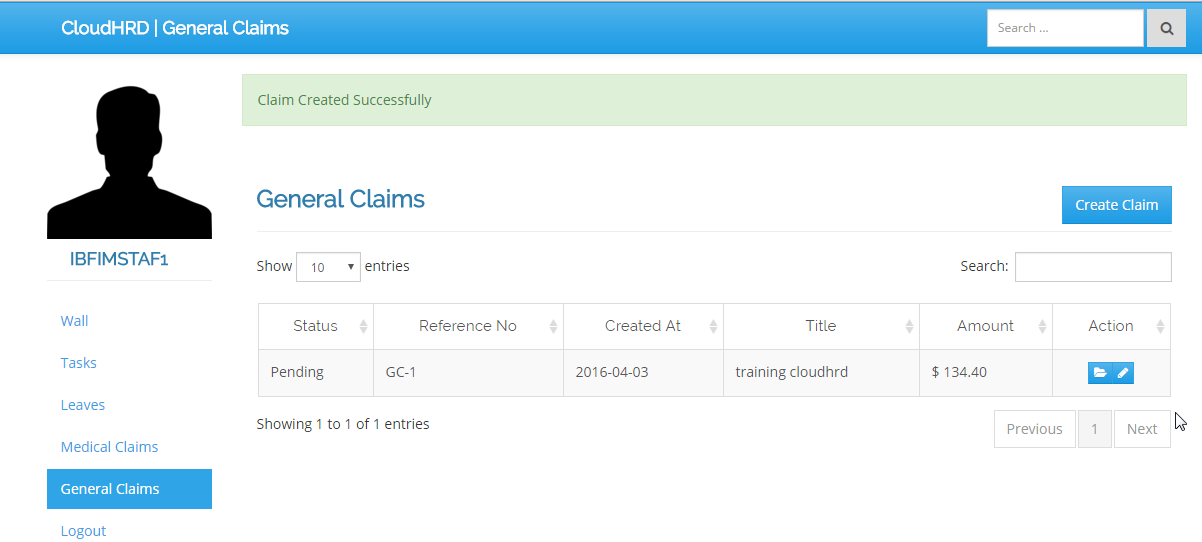 CloudHRD | General Claims
Search ...
Claim Created Successfully
IBFIMSTAF1
Wall
Tasks
Leaves
Medical Claims
General Claims
Logout
General Claims
Create Claim
Show 10 entries
Search:
Status Reference No Created At Title Amount Action
Pending GC-1 2016-04-03 training cloudhrd $ 134.40
Showing 1 to 1 of 1 entries
Previous 1 Next